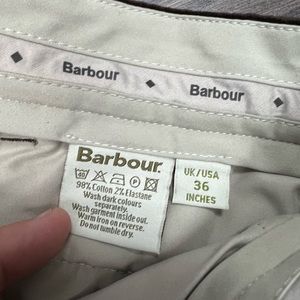 Barbour
Barbour
Barbour
98% Cotton 2% Elastane
Wash dark colours
separately.
Wash garment inside out.
Warm iron on reverse.
Do not tumble dry.
UK/USA
36
INCHES